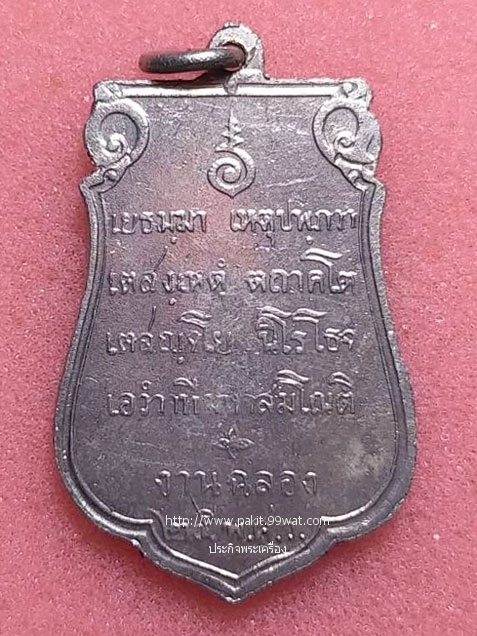 เยธมฺมา เหตุปฺพภวา
เตสํเหตุํ ตถาคโต
เตสญฺจโย นิโรโธจ
เอวํวาที มหาสมโณติ
งานฉลอง
http://www.pakit.99wat.com
ประกิจพระเครื่อง